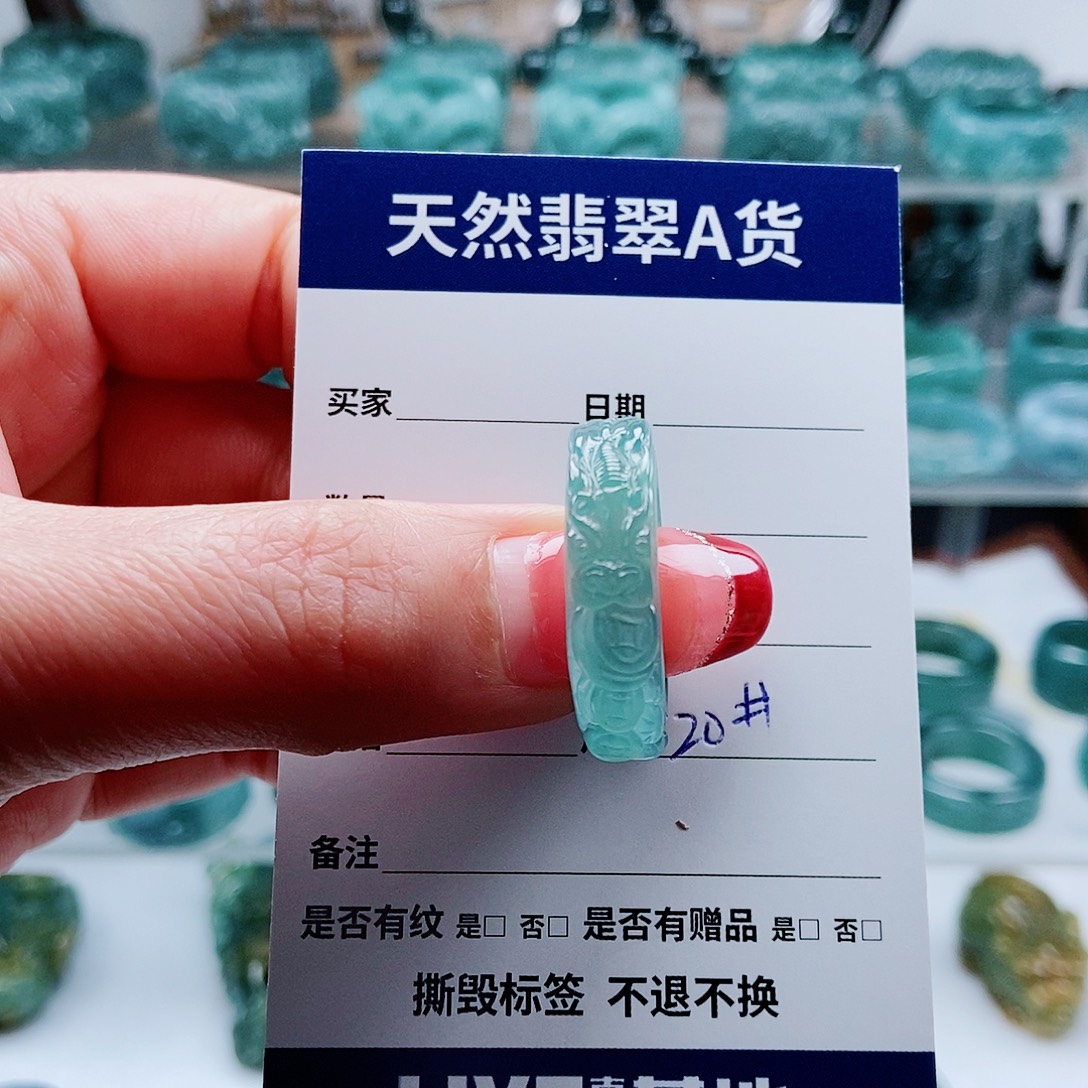 天然翡翠A货
买家 日期
20#
备注
是否有纹 是□ 否□ 是否有赠品 是□ 否□
撕毁标签 不退不换